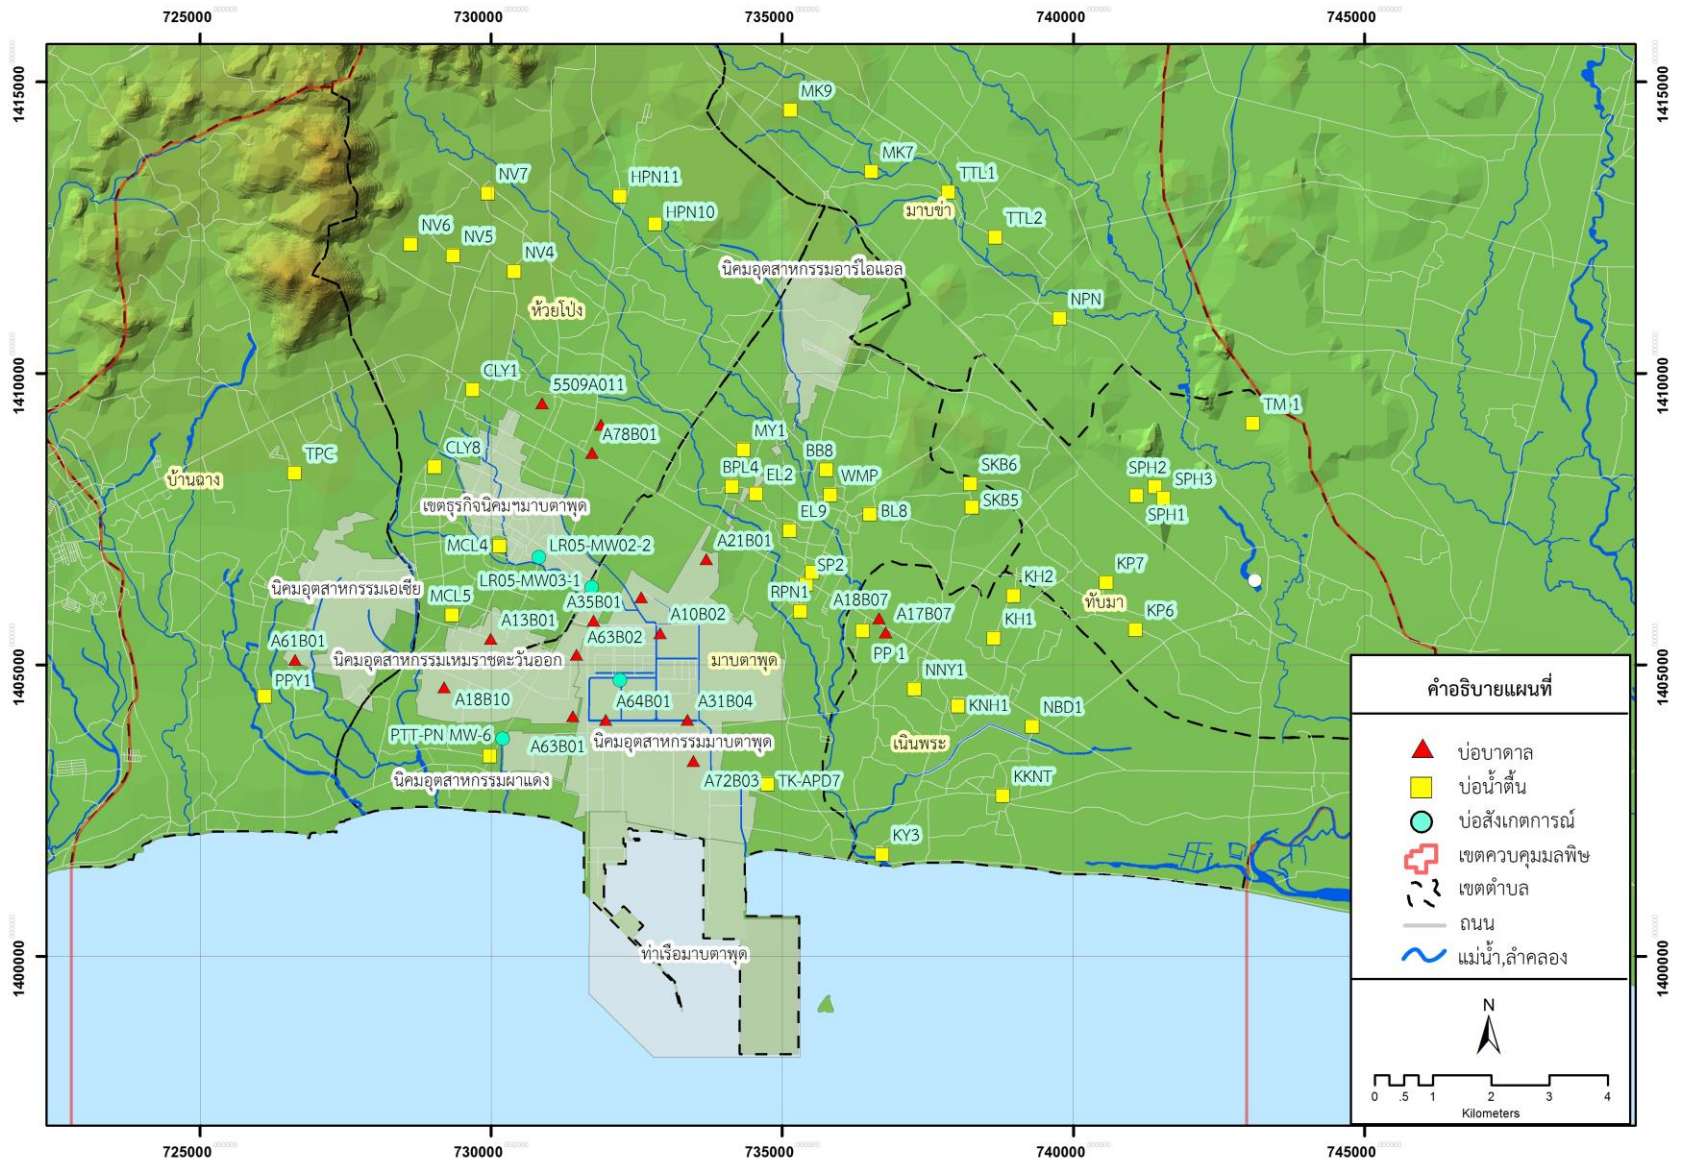 725000 730000 735000 740000 745000
1415000 1415000
MK9
MK7
TTL1
NV7
HPN11
มาบข่า
HPN10
TTL2
NV6
NV5
NV4
นิคมอุตสาหกรรมอาร์ไอแอล
NPN
ห้วยโป่ง
1410000 1410000
CLY1
5509A011
TM 1
A78B01
MY1
CLY8
BB8
TPC
BPL4
EL2
WMP
SKB6
SPH2
SPH3
บ้านฉาง
SKB5
SPH1
เขตธุรกิจนิคมฯมาบตาพุด
EL9
BL8
MCL4
LR05-MW02-2
A21B01
SP2
KH2
KP7
LR05-MW03-1
นิคมอุตสาหกรรมเอเชีย
RPN1
MCL5
A35B01
A18B07
A17B07
ทับมา
A13B01
A10B02
KH1
KP6
A61B01
A63B02
PP 1
นิคมอุตสาหกรรมเหมราชตะวันออก
มาบตาพุด
1405000 1405000
PPY1
NNY1
A18B10
A64B01
A31B04
KNH1
NBD1
PTT-PN MW-6
A63B01
นิคมอุตสาหกรรมมาบตาพุด
เนินพระ
นิคมอุตสาหกรรมผาแดง
A72B03
TK-APD7
KKNT
KY3
ท่าเรือมาบตาพุด
1400000 1400000
คำอธิบายแผนที่
บ่อบาดาล
บ่อน้ำตื้น
บ่อสังเกตการณ์
เขตควบคุมมลพิษ
เขตตำบล
ถนน
แม่น้ำ,ลำคลอง
N
0 .5 1 2 3 4
Kilometers
725000 730000 735000 740000 745000